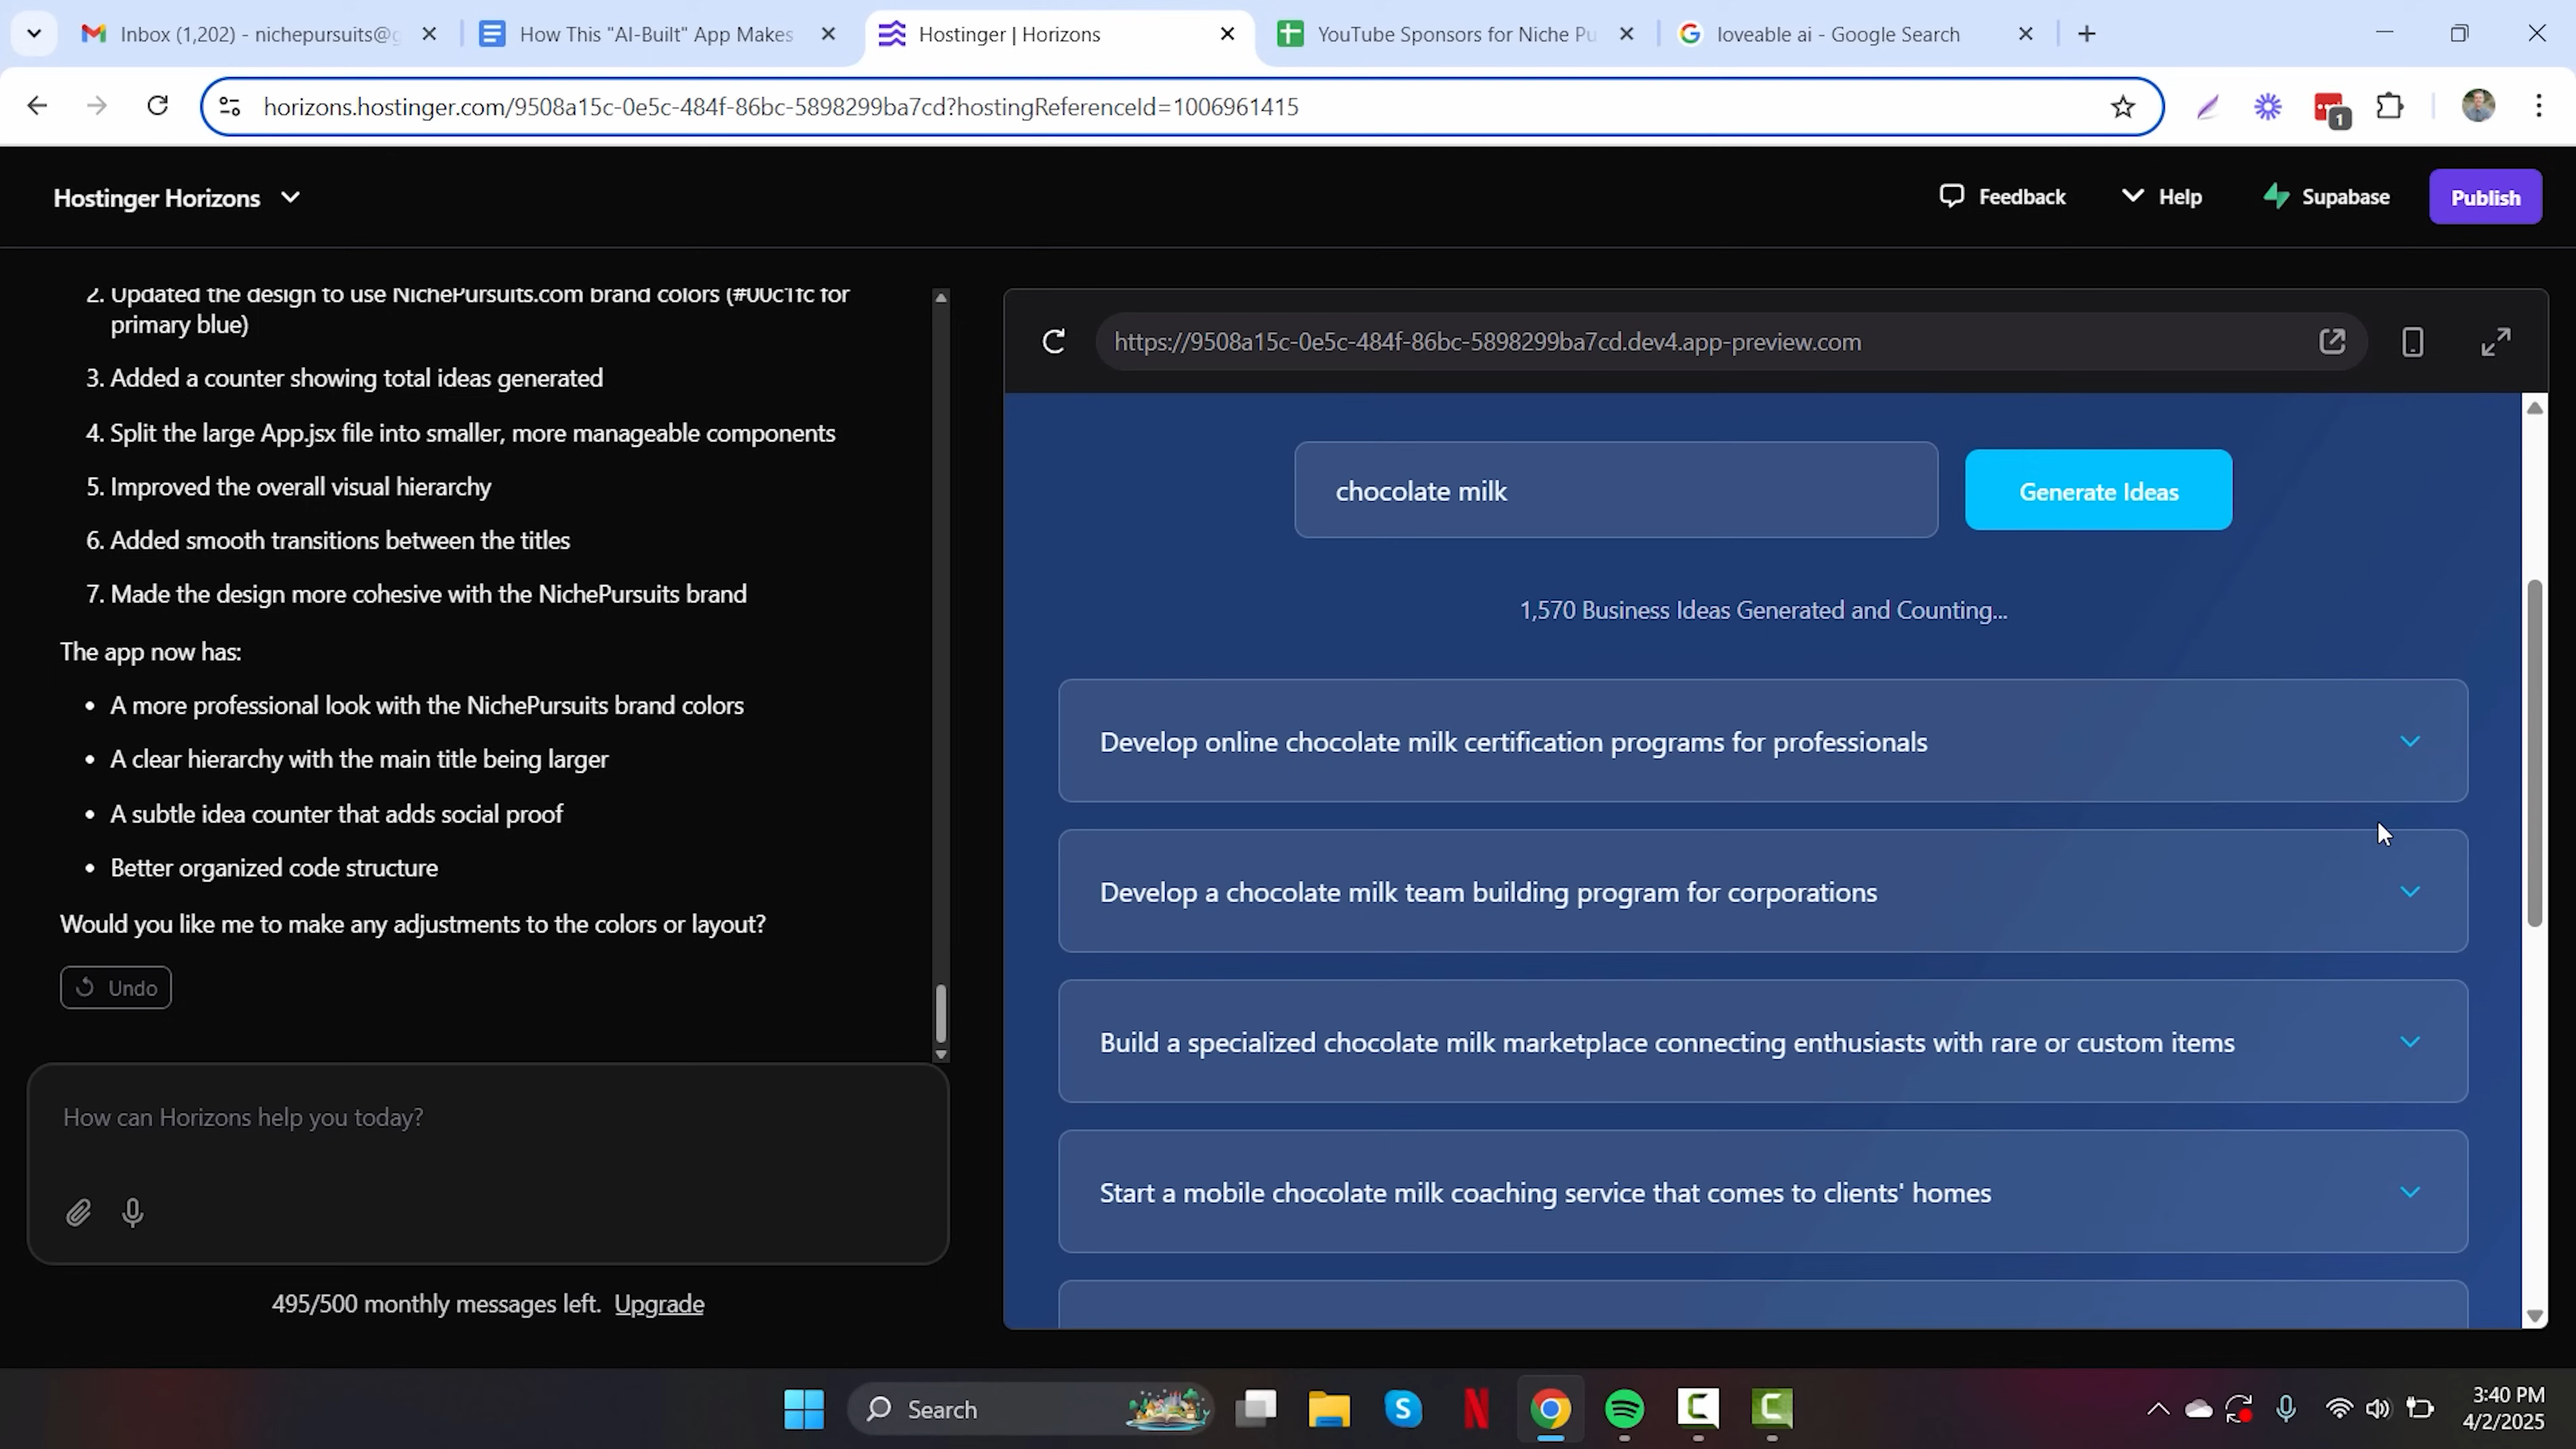 Inbox (1,202) - nichepursuits@g
How This "AI-Built" App Makes
Hostinger | Horizons
YouTube Sponsors for Niche Pu
loveable ai - Google Search
horizons.hostinger.com/9508a15c-0e5c-484f-86bc-5898299ba7cd?hostingReferenceId=1006961415
1
Hostinger Horizons
Feedback
Help
Supabase
Publish
2. Updated the design to use NichePursuits.com brand colors (#00c1fc for
primary blue)
3. Added a counter showing total ideas generated
4. Split the large App.jsx file into smaller, more manageable components
5. Improved the overall visual hierarchy
6. Added smooth transitions between the titles
7. Made the design more cohesive with the NichePursuits brand
The app now has:
• A more professional look with the NichePursuits brand colors
• A clear hierarchy with the main title being larger
• A subtle idea counter that adds social proof
• Better organized code structure
Would you like me to make any adjustments to the colors or layout?
Undo
How can Horizons help you today?
495/500 monthly messages left. Upgrade
https://9508a15c-0e5c-484f-86bc-5898299ba7cd.dev4.app-preview.com
chocolate milk
Generate Ideas
1,570 Business Ideas Generated and Counting...
Develop online chocolate milk certification programs for professionals
Develop a chocolate milk team building program for corporations
Build a specialized chocolate milk marketplace connecting enthusiasts with rare or custom items
Start a mobile chocolate milk coaching service that comes to clients' homes
Search
3:40 PM
4/2/2025